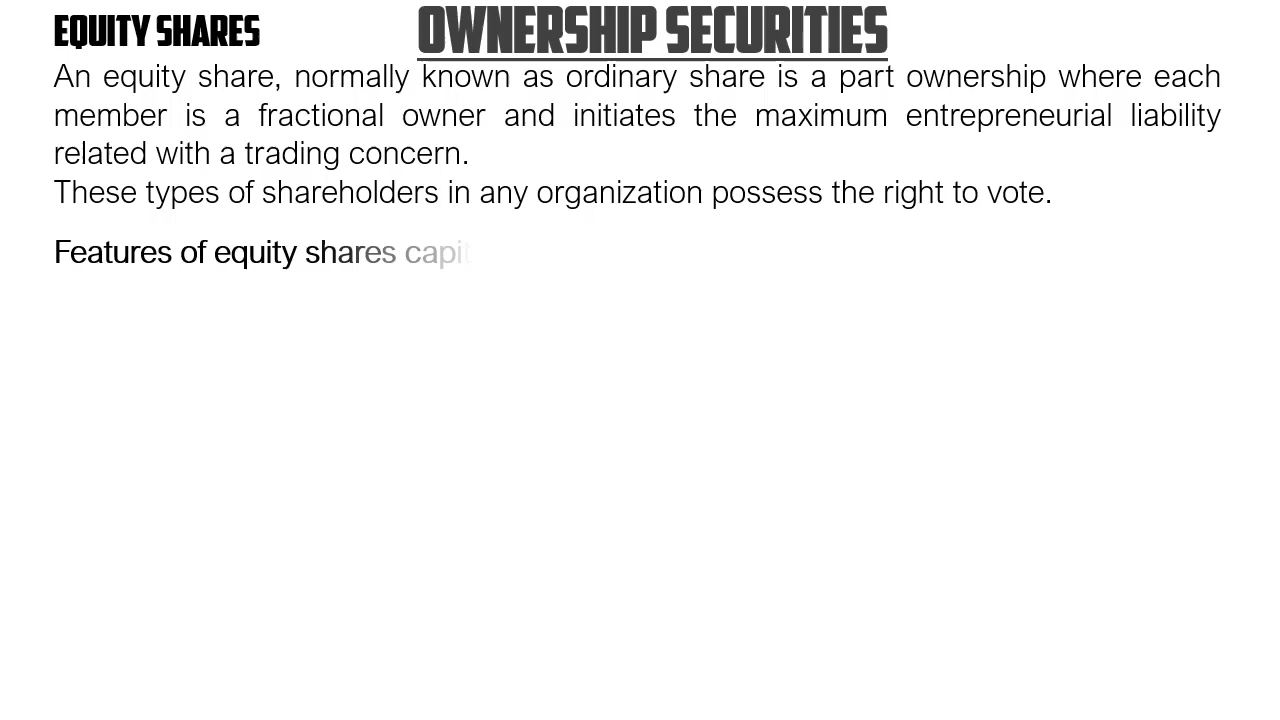 OWNERSHIP SECURITIES
EQUITY SHARES
An equity share, normally known as ordinary share is a part ownership where each
member is a fractional owner and initiates the maximum entrepreneurial liability
related with a trading concern.
These types of shareholders in any organization possess the right to vote.
Features of equity shares capit